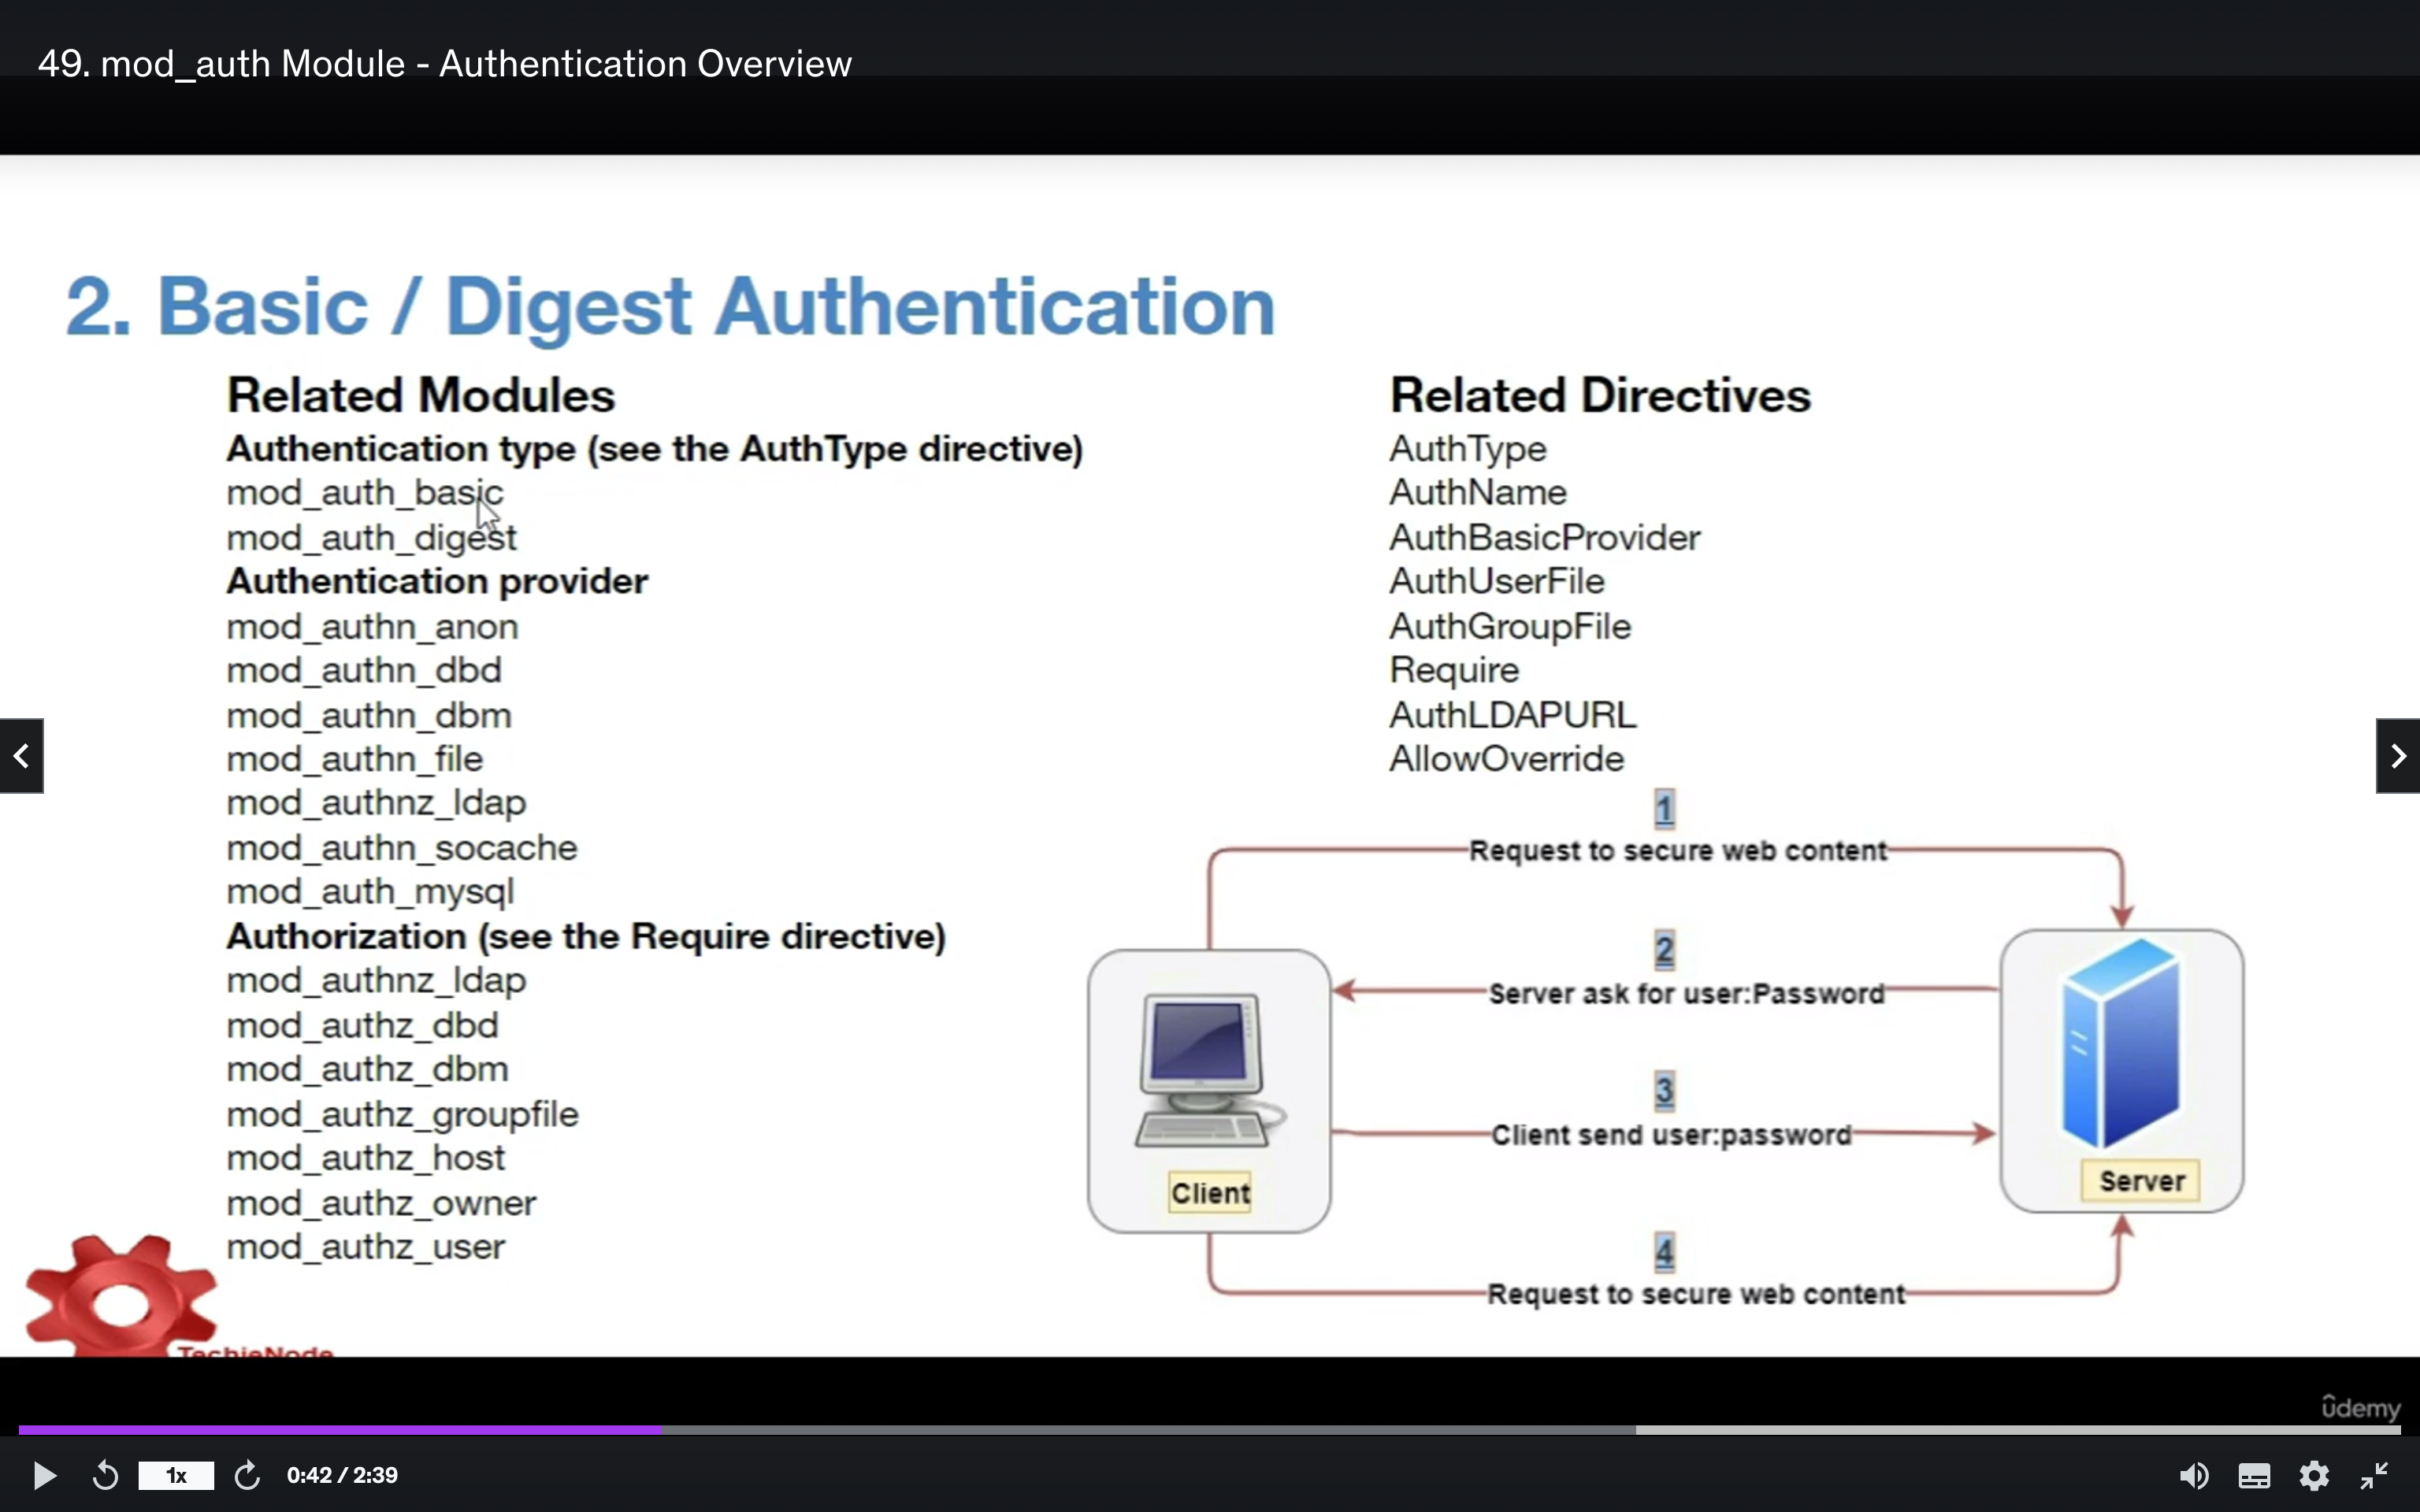 49. mod_auth Module - Authentication Overview
2. Basic / Digest Authentication
Related Modules
Authentication type (see the AuthType directive)
mod_auth_basic
mod_auth_digest
Authentication provider
mod_authn_anon
mod_authn_dbd
mod_authn_dbm
mod_authn_file
mod_authnz_ldap
mod_authn_socache
mod_auth_mysql
Authorization (see the Require directive)
mod_authnz_ldap
mod_authz_dbd
mod_authz_dbm
mod_authz_groupfile
mod_authz_host
mod_authz_owner
mod_authz_user
Related Directives
AuthType
AuthName
AuthBasicProvider
AuthUserFile
AuthGroupFile
Require
AuthLDAPURL
AllowOverride
1
Request to secure web content
2
Server ask for user:Password
3
Client send user:password
Client
Server
4
Request to secure web content
TechieNode
ûdemy
1x
0:42 / 2:39